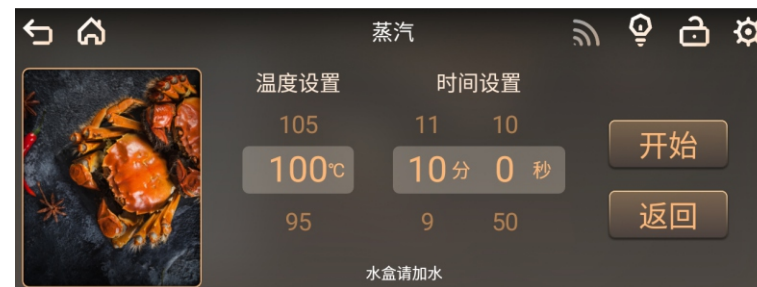 蒸汽
温度设置 时间设置
105 11 10
100℃ 10分 0 秒
95 9 50
开始
返回
水盒请加水